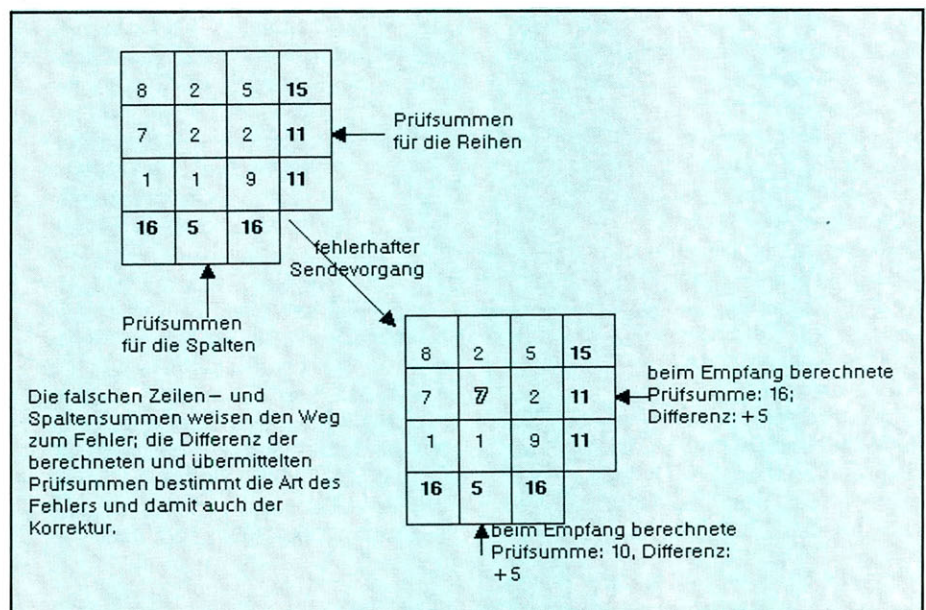 8 2 5 15
7 2 2 11
1 1 9 11
16 5 16
Prüfsummen
für die Reihen
Prüfsummen
für die Spalten
fehlerhafter
Sendevorgang
8 2 5 15
7 7 2 11
1 1 9 11
16 5 16
beim Empfang berechnete
Prüfsumme: 16;
Differenz: +5
beim Empfang berechnete
Prüfsumme: 10, Differenz:
+5
Die falschen Zeilen– und
Spaltensummen weisen den Weg
zum Fehler; die Differenz der
berechneten und übermittelten
Prüfsummen bestimmt die Art des
Fehlers und damit auch der
Korrektur.